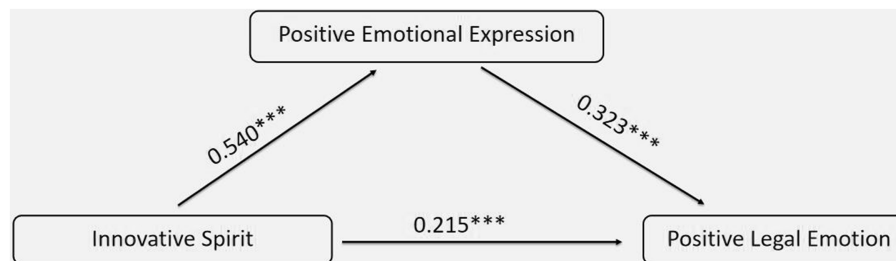 Positive Emotional Expression
0.540***
0.323***
0.215***
Innovative Spirit
Positive Legal Emotion